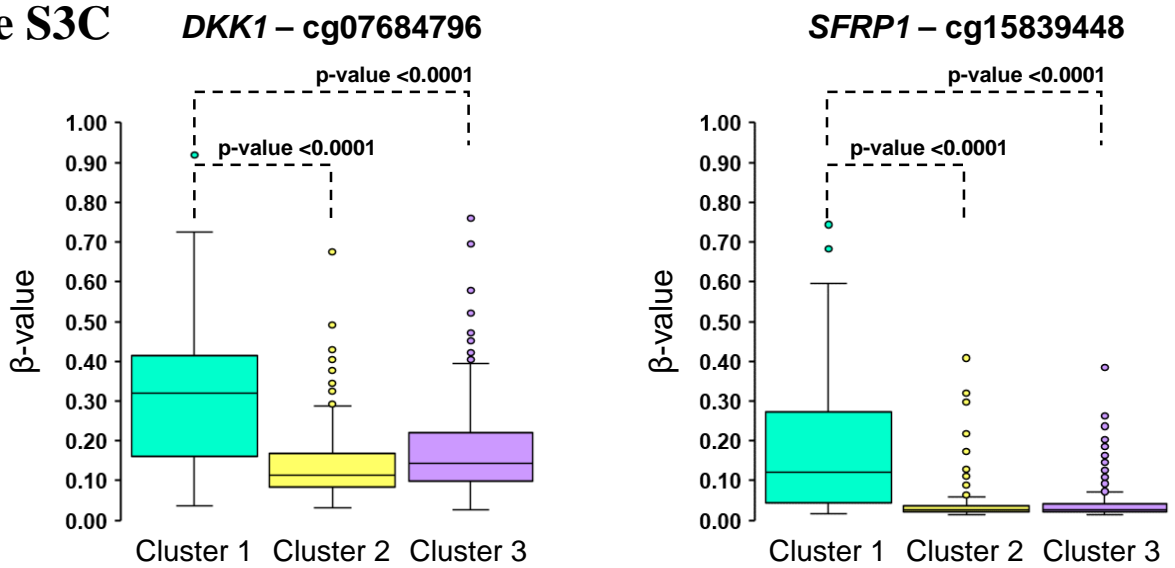 e S3C
DKK1 – cg07684796
p-value <0.0001
p-value <0.0001
1.00
0.90
0.80
0.70
0.60
0.50
0.40
0.30
0.20
0.10
0.00
β-value
Cluster 1 Cluster 2 Cluster 3
SFRP1 – cg15839448
p-value <0.0001
p-value <0.0001
1.00
0.90
0.80
0.70
0.60
0.50
0.40
0.30
0.20
0.10
0.00
β-value
Cluster 1 Cluster 2 Cluster 3